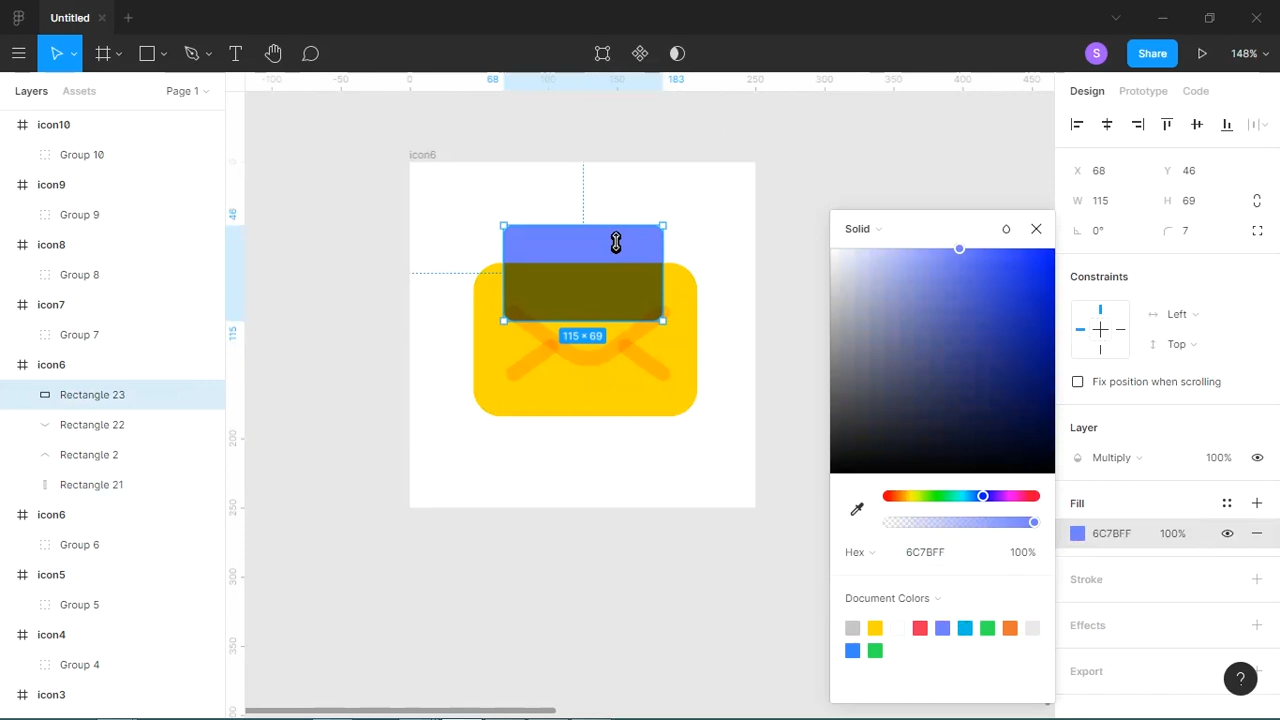 Untitled
S
Share
148%
Layers
Assets
Page 1
icon10
Group 10
icon9
Group 9
icon8
Group 8
icon7
Group 7
icon6
Rectangle 23
Rectangle 22
Rectangle 2
Rectangle 21
icon6
Group 6
icon5
Group 5
icon4
Group 4
icon3
-100 -50 0 68 100 150 183 250 300 350 400 450
0
46
115
200
250
300
350
icon6
115 × 69
Solid
Hex 6C7BFF 100%
Document Colors
Design
Prototype
Code
X 68 Y 46
W 115 H 69
0° 7
Constraints
Left
Top
Fix position when scrolling
Layer
Multiply 100%
Fill
6C7BFF 100%
Stroke
Effects
Export
?